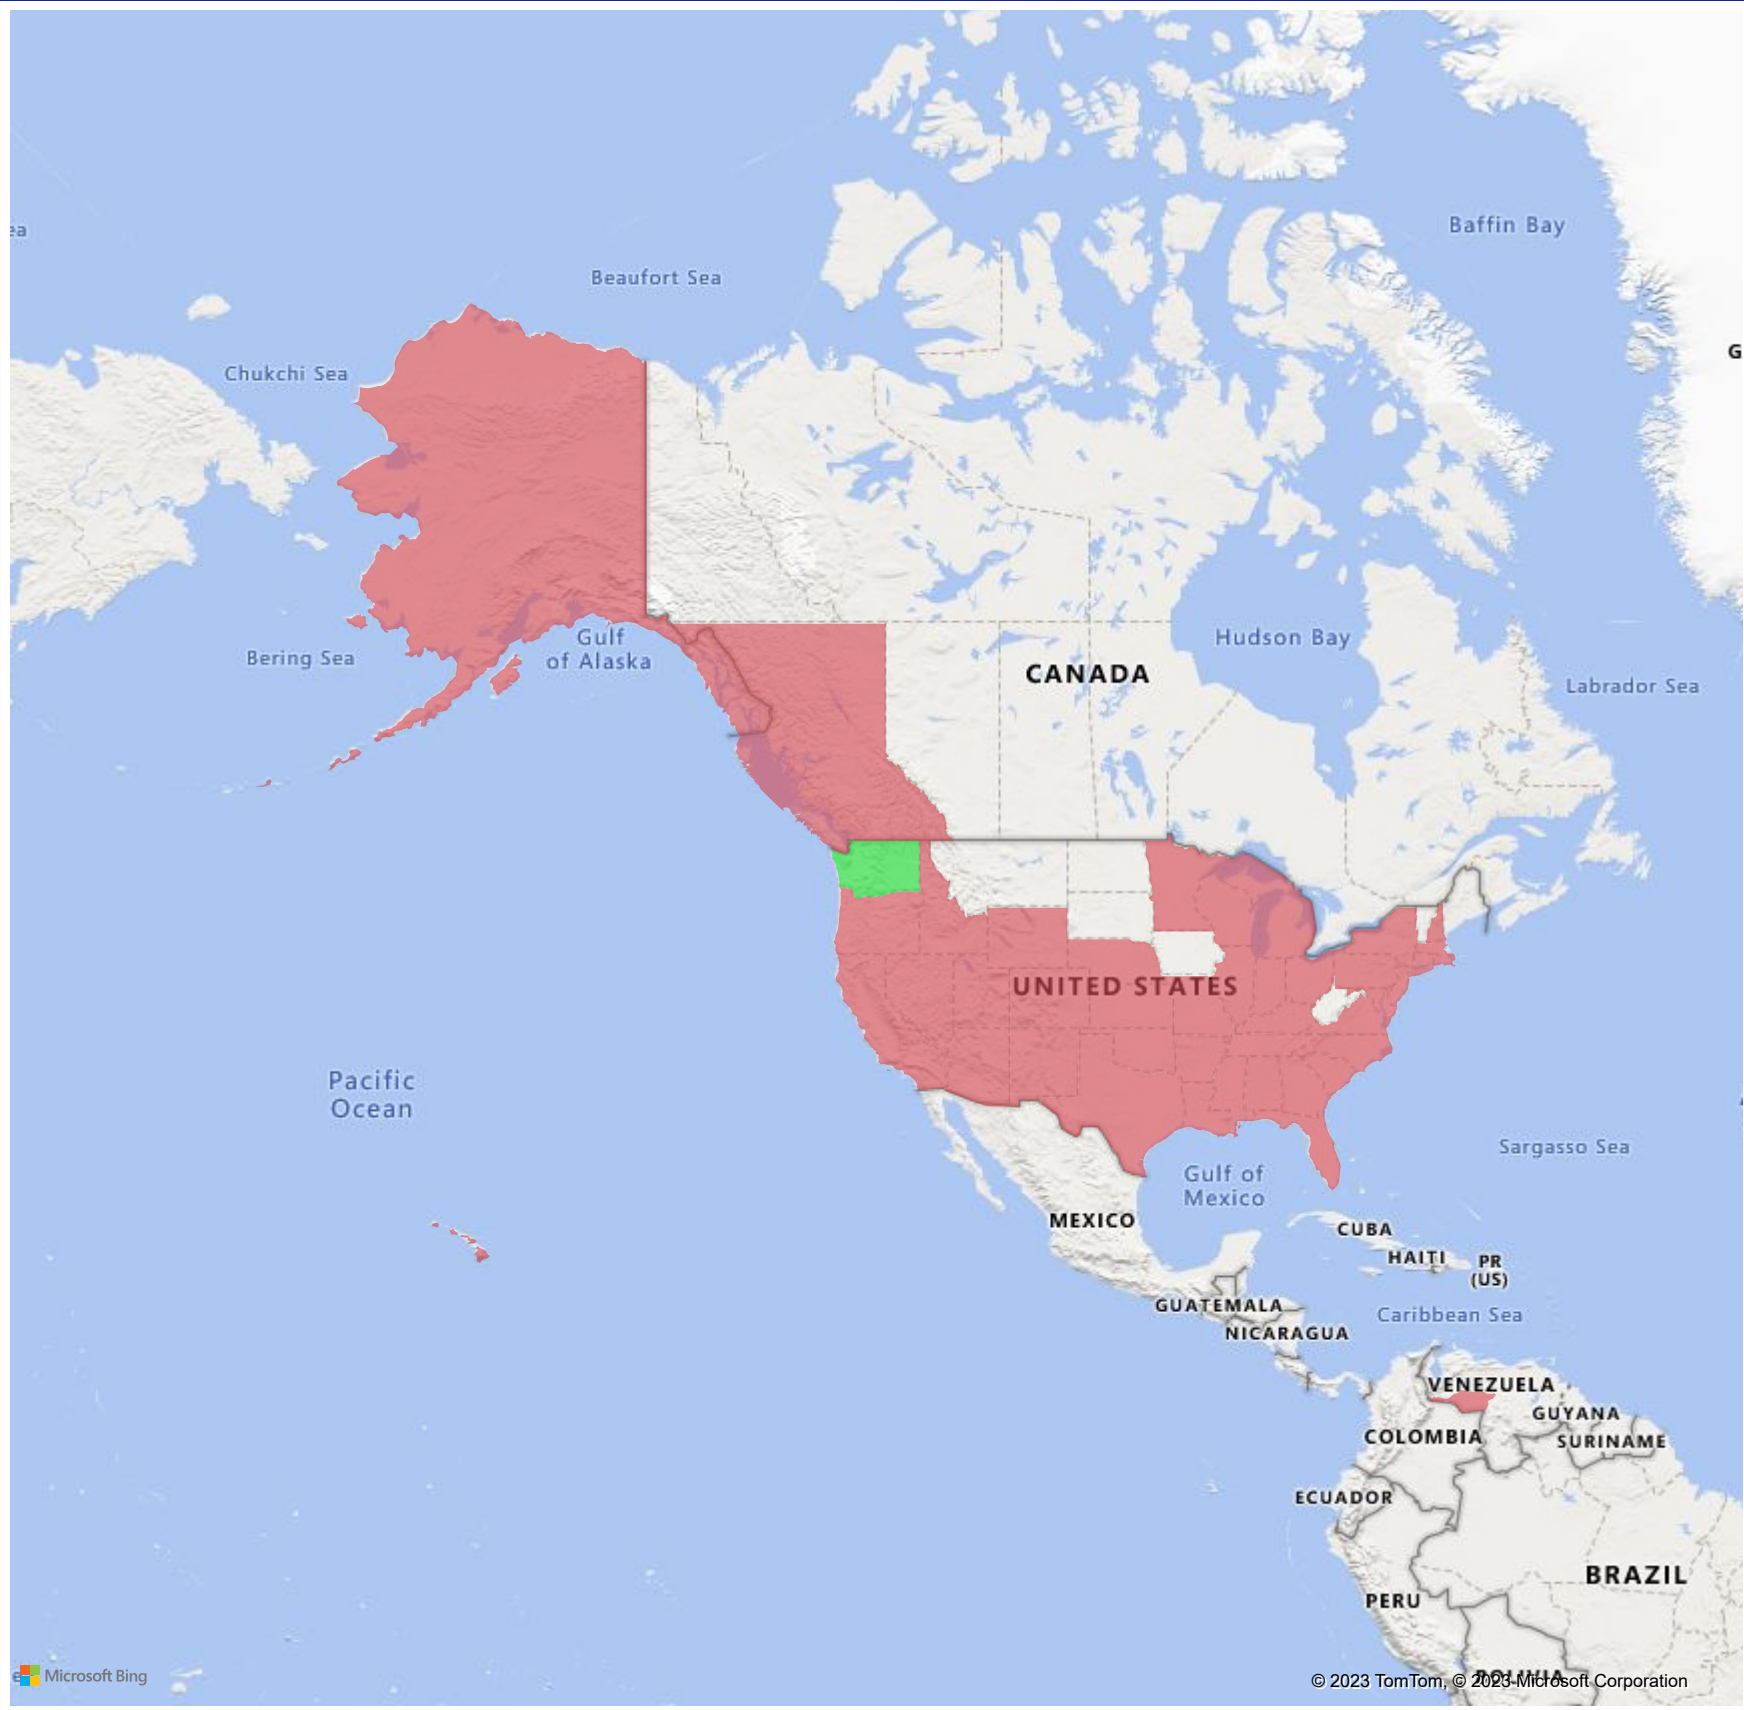 ea
Baffin Bay
Beaufort Sea
G
Chukchi Sea
Gulf
of Alaska
Hudson Bay
Bering Sea
CANADA
Labrador Sea
UNITED STATES
Pacific
Ocean
Sargasso Sea
Gulf of
Mexico
MEXICO
CUBA
HAITI
PR
(US)
GUATEMALA
Caribbean Sea
NICARAGUA
VENEZUELA
GUYANA
COLOMBIA
SURINAME
ECUADOR
BRAZIL
PERU
BOLIVIA
Microsoft Bing
© 2023 TomTom, © 2023 Microsoft Corporation